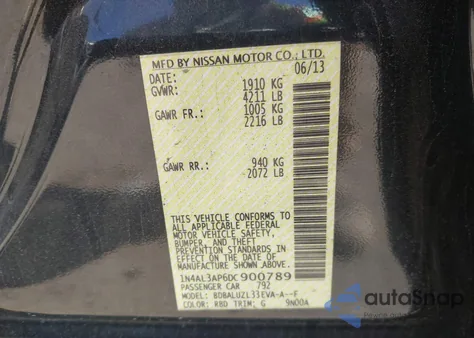 MFD BY NISSAN MOTOR CO., LTD.
DATE: 06/13
GVWR: 1910 KG
4211 LB
GAWR FR.: 1005 KG
2216 LB
GAWR RR.: 940 KG
2072 LB
THIS VEHICLE CONFORMS TO
ALL APPLICABLE FEDERAL
MOTOR VEHICLE SAFETY,
BUMPER, AND THEFT
PREVENTION STANDARDS IN
EFFECT ON THE DATE OF
MANUFACTURE SHOWN ABOVE.
1N4AL3AP6DC900789
PASSENGER CAR 792
MODEL: BDBALUZL33EVA-A--F
COLOR: RBD TRIM: G 9N00A
autoSnap